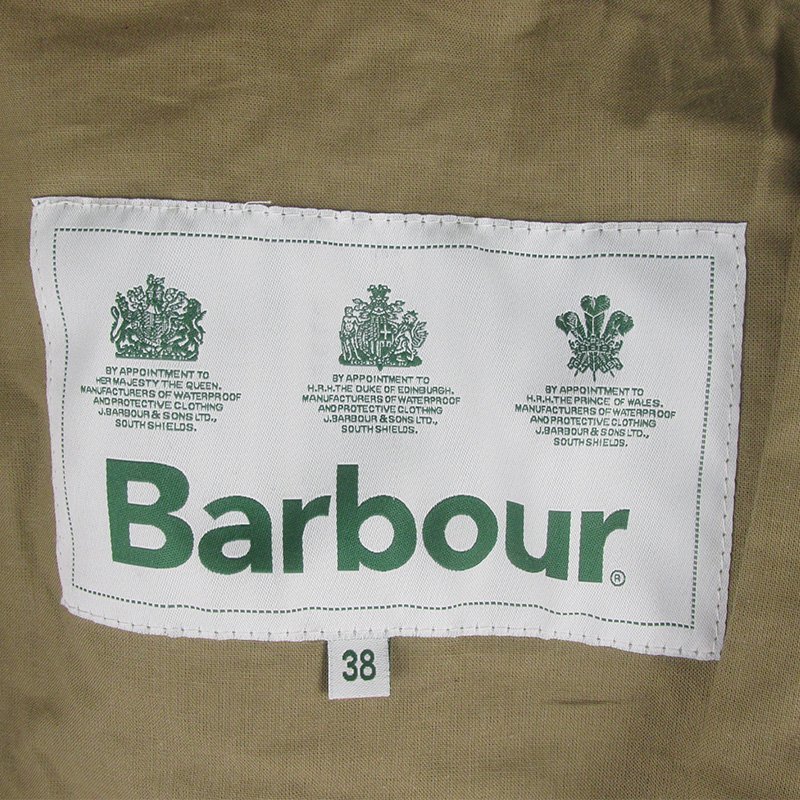 BY APPOINTMENT TO
HER MAJESTY THE QUEEN.
MANUFACTURERS OF WATERPROOF
AND PROTECTIVE CLOTHING
J.BARBOUR & SONS LTD.,
SOUTH SHIELDS.
BY APPOINTMENT TO
H.R.H.THE DUKE OF EDINBURGH.
MANUFACTURERS OF WATERPROOF
AND PROTECTIVE CLOTHING
J.BARBOUR & SONS LTD.,
SOUTH SHIELDS.
BY APPOINTMENT TO
H.R.H.THE PRINCE OF WALES.
MANUFACTURERS OF WATERPROOF
AND PROTECTIVE CLOTHING
J.BARBOUR & SONS LTD.,
SOUTH SHIELDS.
Barbour®
38